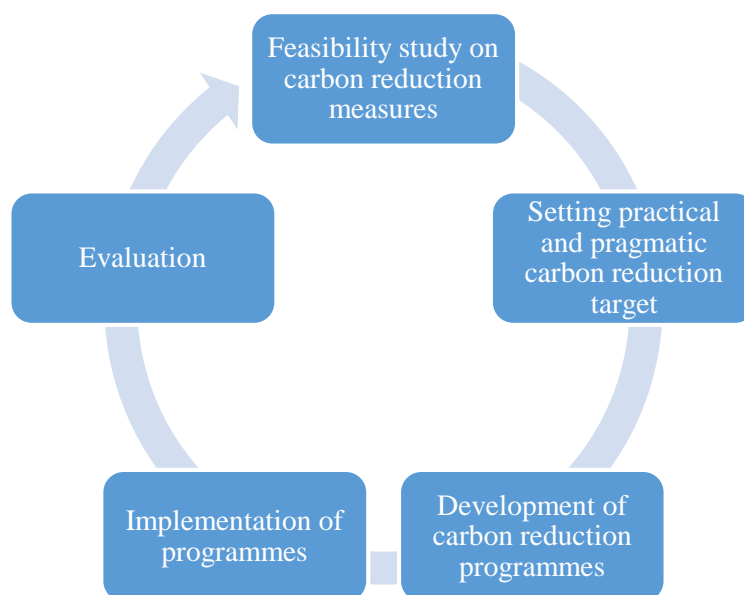 Feasibility study on
carbon reduction
measures
Setting practical
and pragmatic
carbon reduction
target
Development of
carbon reduction
programmes
Implementation of
programmes
Evaluation